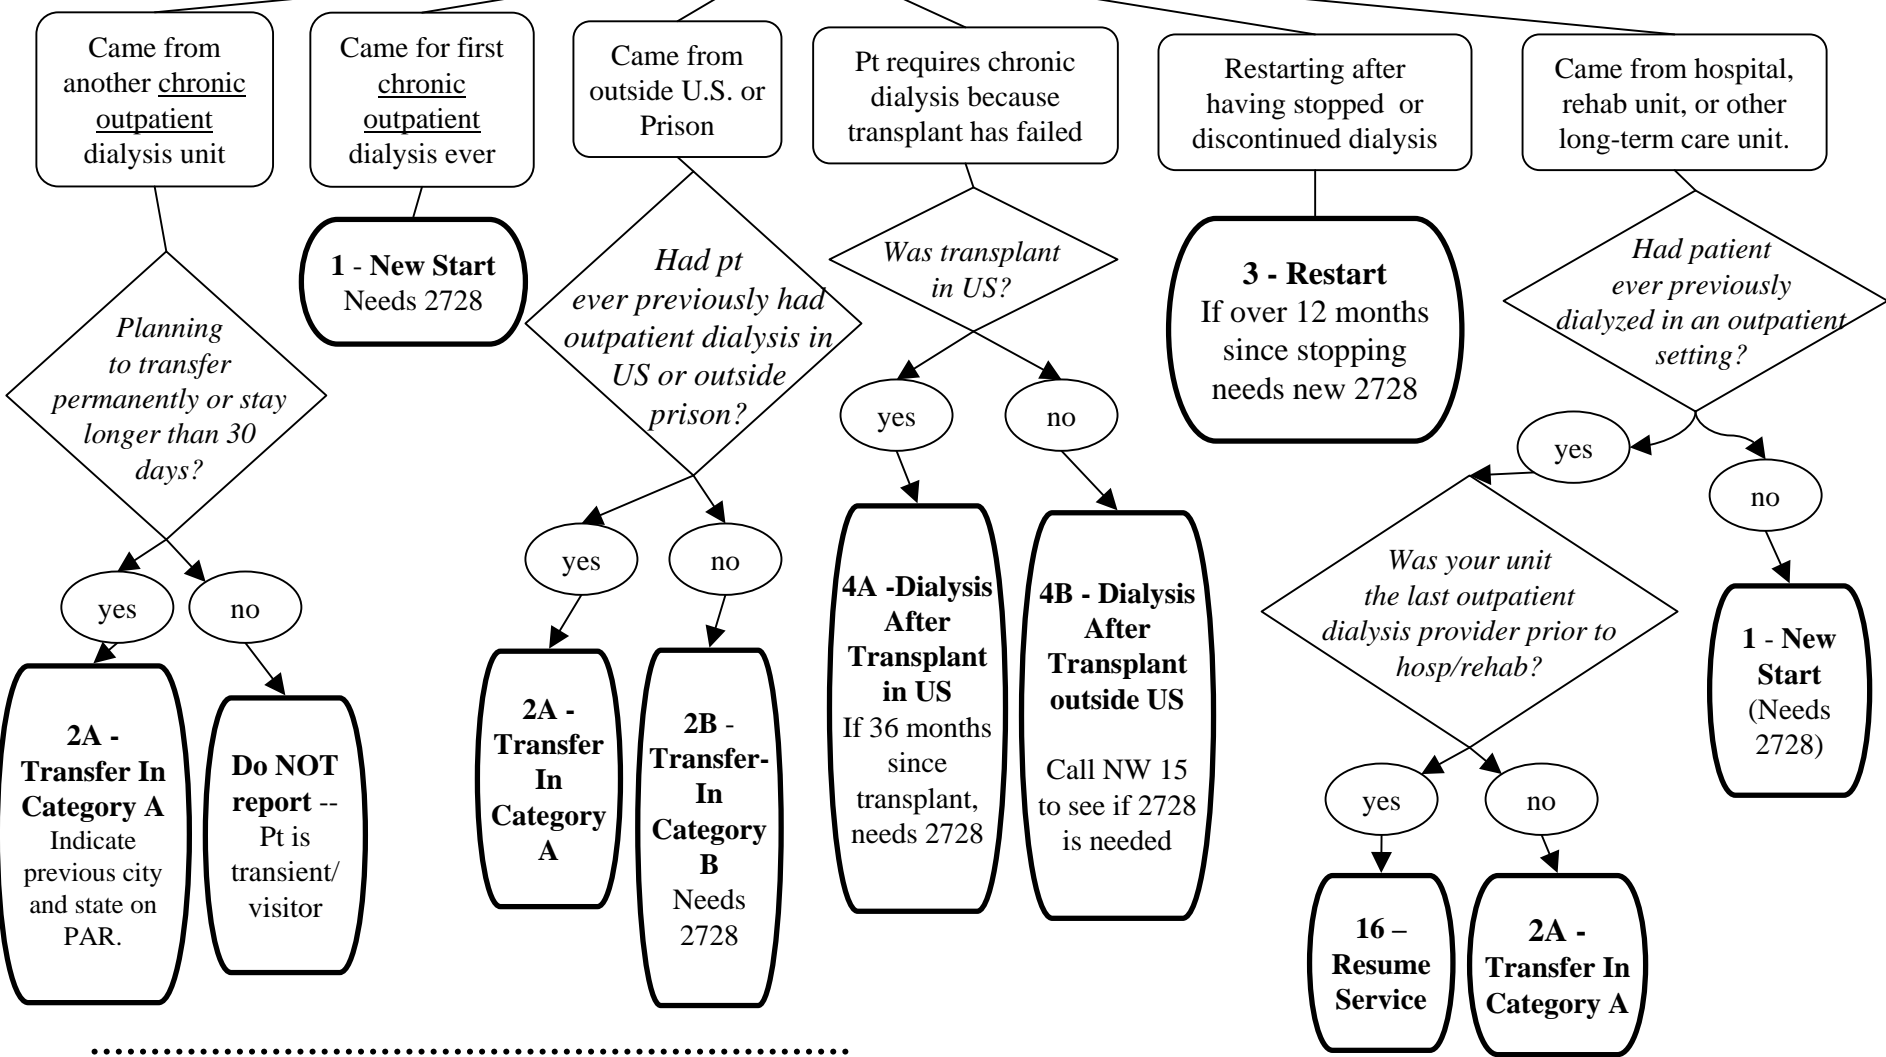 Came from
another chronic
outpatient
dialysis unit
Came for first
chronic
outpatient
dialysis ever
Came from
outside U.S. or
Prison
Pt requires chronic
dialysis because
transplant has failed
Restarting after
having stopped or
discontinued dialysis
Came from hospital,
rehab unit, or other
long-term care unit.
Planning
to transfer
permanently or stay
longer than 30
days?
1 - New Start
Needs 2728
Had pt
ever previously had
outpatient dialysis in
US or outside
prison?
Was transplant
in US?
3 - Restart
If over 12 months
since stopping
needs new 2728
Had patient
ever previously
dialyzed in an outpatient
setting?
yes
no
yes
no
yes
no
yes
no
Was your unit
the last outpatient
dialysis provider prior to
hosp/rehab?
2A -
Transfer In
Category A
Indicate
previous city
and state on
PAR.
Do NOT
report --
Pt is
transient/
visitor
2A -
Transfer
In
Category
A
2B -
Transfer-
In
Category
B
Needs
2728
4A -Dialysis
After
Transplant
in US
If 36 months
since
transplant,
needs 2728
4B - Dialysis
After
Transplant
outside US
Call NW 15
to see if 2728
is needed
1 - New
Start
(Needs
2728)
yes
no
16 –
Resume
Service
2A -
Transfer In
Category A